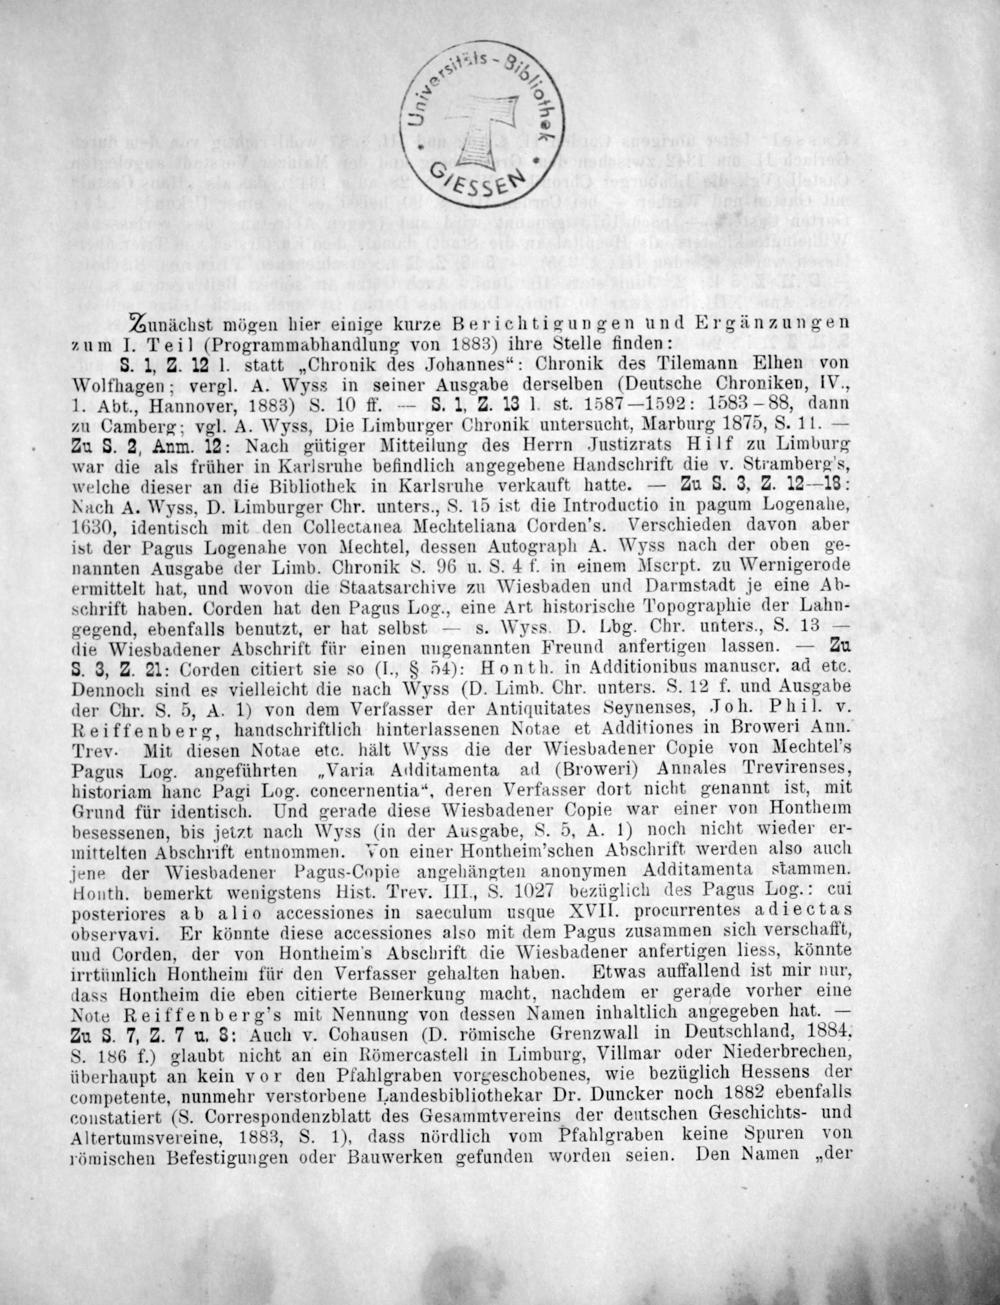 Universitäts-Bibliothek
GIESSEN
Zunächst mögen hier einige kurze Berichtigungen und Ergänzungen
zum I. Teil (Programmabhandlung von 1883) ihre Stelle finden:
S. 1, Z. 12 l. statt „Chronik des Johannes“: Chronik des Tilemann Elhen von
Wolfhagen; vergl. A. Wyss in seiner Ausgabe derselben (Deutsche Chroniken, IV.,
1. Abt., Hannover, 1883) S. 10 ff. — S. 1, Z. 13 l. st. 1587—1592: 1583–88, dann
zu Camberg; vgl. A. Wyss, Die Limburger Chronik untersucht, Marburg 1875, S. 11. —
Zu S. 2, Anm. 12: Nach gütiger Mitteilung des Herrn Justizrats Hilf zu Limburg
war die als früher in Karlsruhe befindlich angegebene Handschrift die v. Stramberg's,
welche dieser an die Bibliothek in Karlsruhe verkauft hatte. — Zu S. 3, Z. 12—13:
Nach A. Wyss, D. Limburger Chr. unters., S. 15 ist die Introductio in pagum Logenahe,
1630, identisch mit den Collectanea Mechteliana Corden's. Verschieden davon aber
ist der Pagus Logenahe von Mechtel, dessen Autograph A. Wyss nach der oben ge-
nannten Ausgabe der Limb. Chronik S. 96 u. S. 4 f. in einem Mscrpt. zu Wernigerode
ermittelt hat, und wovon die Staatsarchive zu Wiesbaden und Darmstadt je eine Ab-
schrift haben. Corden hat den Pagus Log., eine Art historische Topographie der Lahn-
gegend, ebenfalls benutzt, er hat selbst — s. Wyss. D. Lbg. Chr. unters., S. 13 —
die Wiesbadener Abschrift für einen ungenannten Freund anfertigen lassen. — Zu
S. 3, Z. 21: Corden citiert sie so (I., § 54): Honth. in Additionibus manuscr. ad etc.
Dennoch sind es vielleicht die nach Wyss (D. Limb. Chr. unters. S. 12 f. und Ausgabe
der Chr. S. 5, A. 1) von dem Verfasser der Antiquitates Seynenses, Joh. Phil. v.
Reiffenberg, handschriftlich hinterlassenen Notae et Additiones in Broweri Ann.
Trev. Mit diesen Notae etc. hält Wyss die der Wiesbadener Copie von Mechtel's
Pagus Log. angeführten „Varia Additamenta ad (Broweri) Annales Trevirenses,
historiam hanc Pagi Log. concernentia“, deren Verfasser dort nicht genannt ist, mit
Grund für identisch. Und gerade diese Wiesbadener Copie war einer von Hontheim
besessenen, bis jetzt nach Wyss (in der Ausgabe, S. 5, A. 1) noch nicht wieder er-
mittelten Abschrift entnommen. Von einer Hontheim'schen Abschrift werden also auch
jene der Wiesbadener Pagus-Copie angehängten anonymen Additamenta stammen.
Honth. bemerkt wenigstens Hist. Trev. III., S. 1027 bezüglich des Pagus Log.: cui
posteriores ab alio accessiones in saeculum usque XVII. procurrentes adiectas
observavi. Er könnte diese accessiones also mit dem Pagus zusammen sich verschafft,
und Corden, der von Hontheim's Abschrift die Wiesbadener anfertigen liess, könnte
irrtümlich Hontheim für den Verfasser gehalten haben. Etwas auffallend ist mir nur,
dass Hontheim die eben citierte Bemerkung macht, nachdem er gerade vorher eine
Note Reiffenberg's mit Nennung von dessen Namen inhaltlich angegeben hat. —
Zu S. 7, Z. 7 u. 8: Auch v. Cohausen (D. römische Grenzwall in Deutschland, 1884,
S. 186 f.) glaubt nicht an ein Römercastell in Limburg, Villmar oder Niederbrechen,
überhaupt an kein vor den Pfahlgraben vorgeschobenes, wie bezüglich Hessens der
competente, nunmehr verstorbene Landesbibliothekar Dr. Duncker noch 1882 ebenfalls
constatiert (S. Correspondenzblatt des Gesammtvereins der deutschen Geschichts- und
Altertumsvereine, 1883, S. 1), dass nördlich vom Pfahlgraben keine Spuren von
römischen Befestigungen oder Bauwerken gefunden worden seien. Den Namen „der